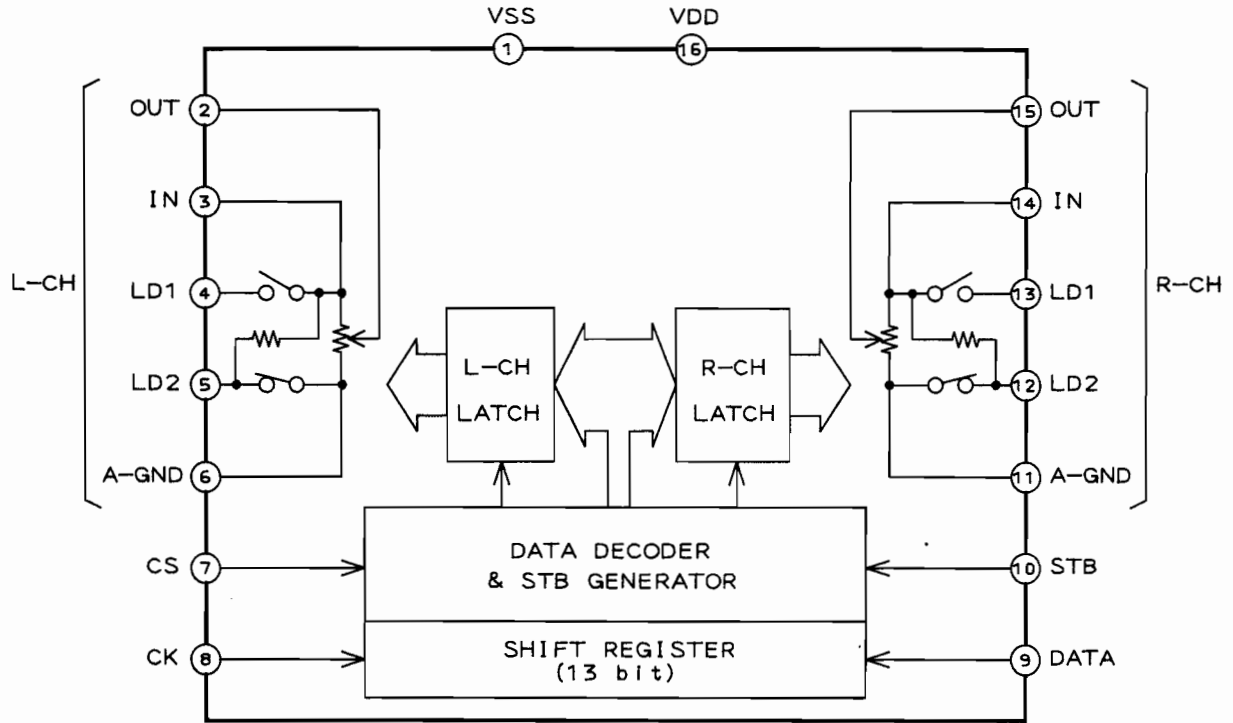 VSS VDD
1 16
OUT 2 15 OUT
IN 3 14 IN
L-CH LD1 4 13 LD1 R-CH
LD2 5 12 LD2
L-CH
LATCH
R-CH
LATCH
A-GND 6 11 A-GND
CS 7 10 STB
DATA DECODER
& STB GENERATOR
CK 8 9 DATA
SHIFT REGISTER
(13 bit)